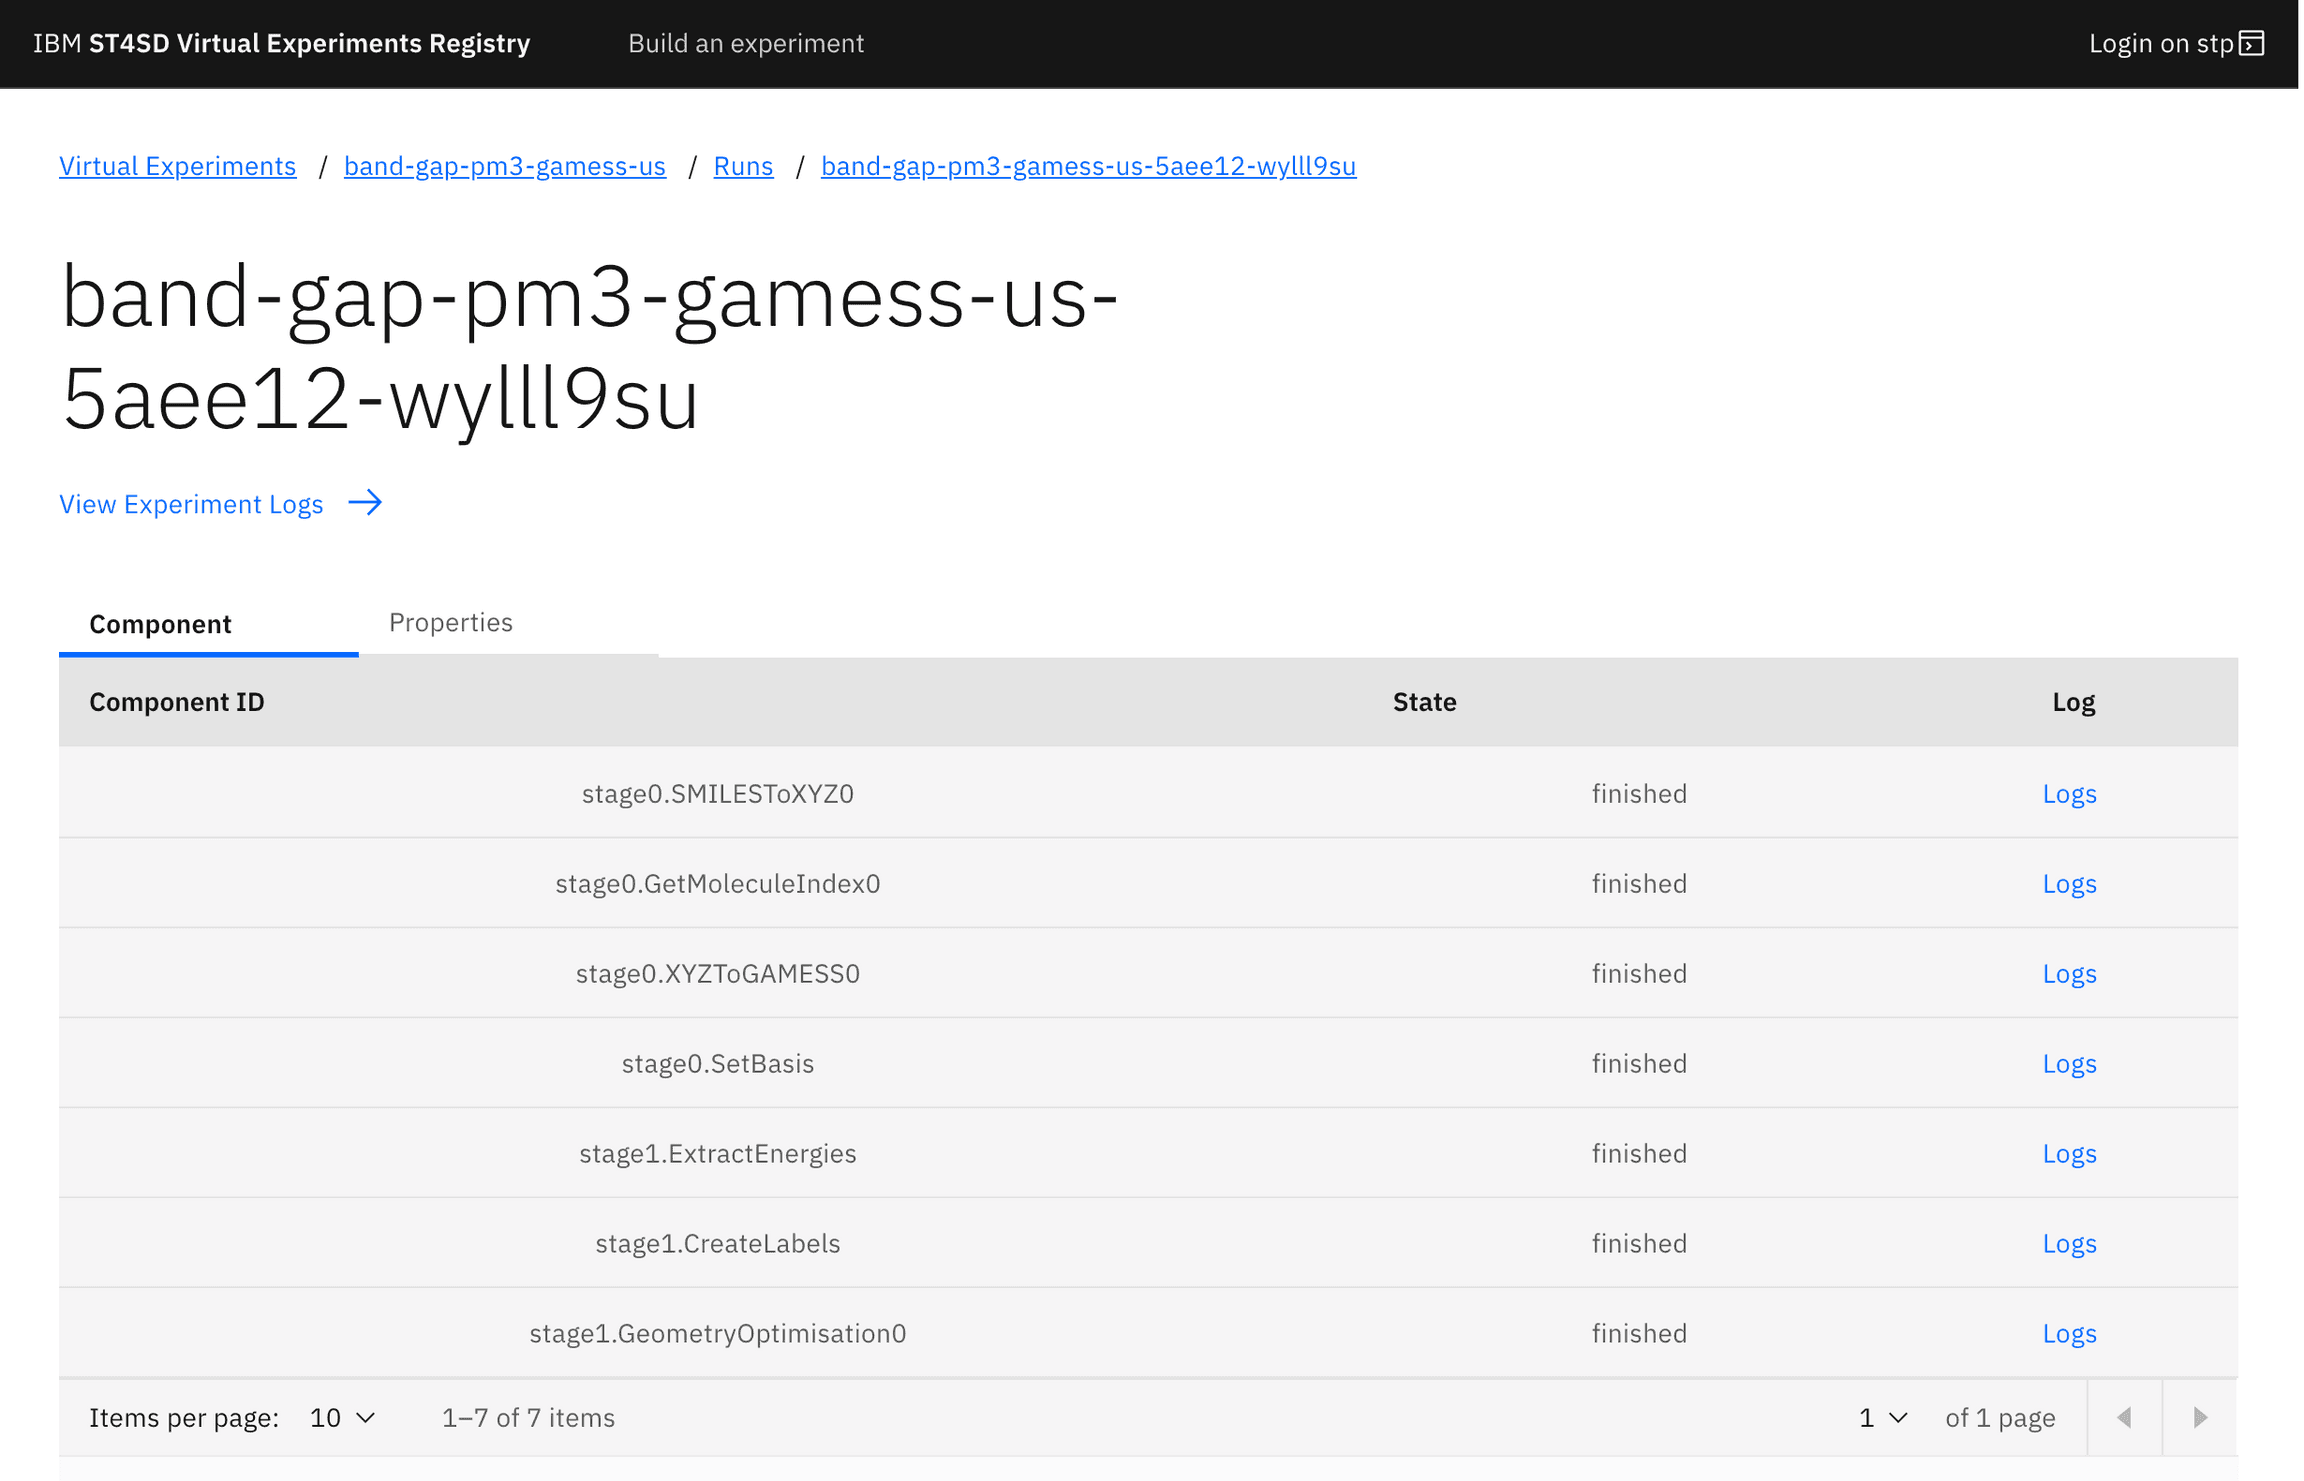 IBM ST4SD Virtual Experiments Registry Build an experiment Login on stp
Virtual Experiments / band-gap-pm3-gamess-us / Runs / band-gap-pm3-gamess-us-5aee12-wylll9su
band-gap-pm3-gamess-us-
5aee12-wylll9su
View Experiment Logs
Component Properties
Component ID State Log
stage0.SMILESToXYZ0 finished Logs
stage0.GetMoleculeIndex0 finished Logs
stage0.XYZToGAMESS0 finished Logs
stage0.SetBasis finished Logs
stage1.ExtractEnergies finished Logs
stage1.CreateLabels finished Logs
stage1.GeometryOptimisation0 finished Logs
Items per page: 10 1–7 of 7 items 1 of 1 page